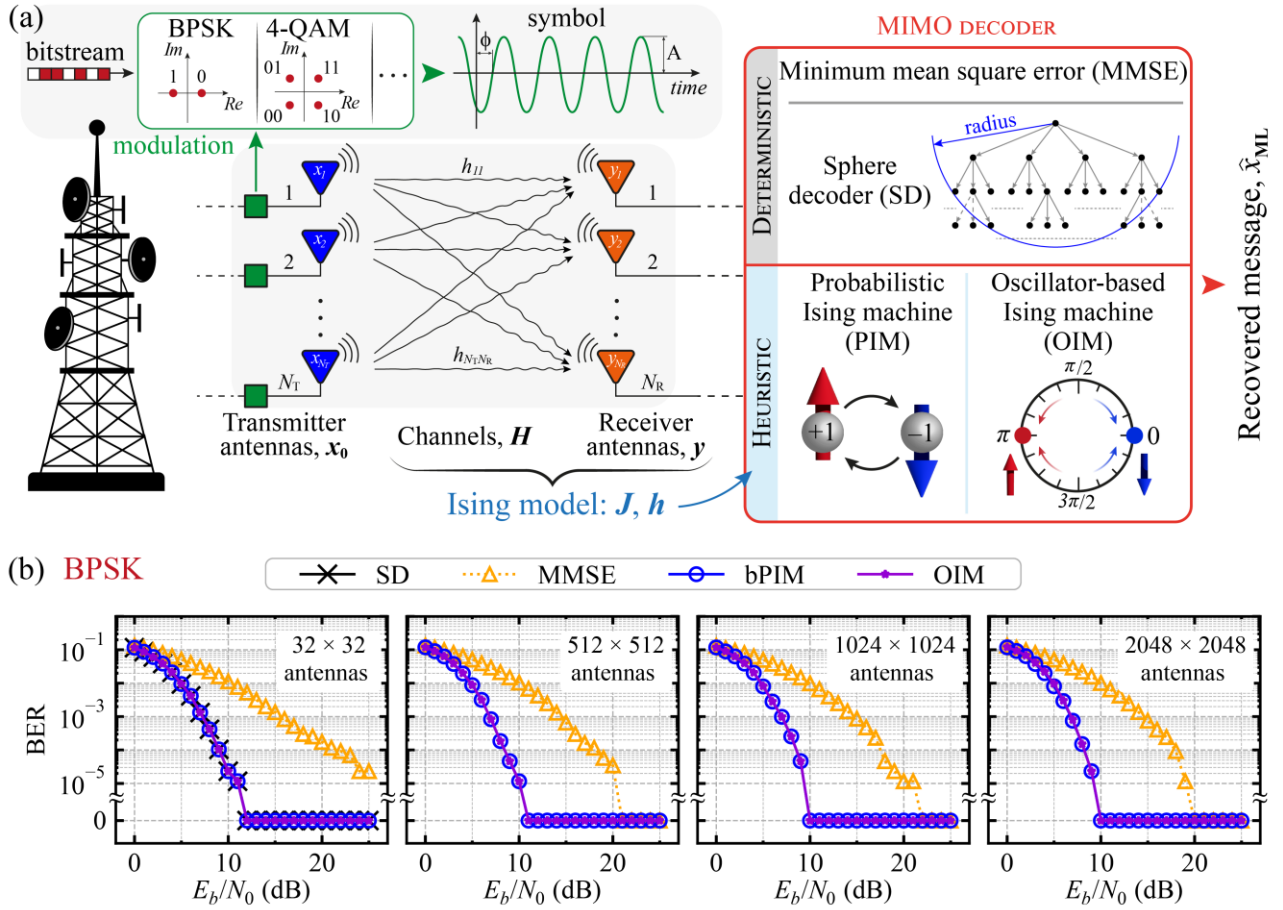 (a)
bitstream
BPSK
Im
1 0
Re
4-QAM
Im
01 11
Re
00 10
...
modulation
symbol
ϕ
A
time
1
x1
h11
y1
1
2
x2
y2
2
NT
xNT
hNTNR
yNR
NR
Transmitter
antennas, x0
Channels, H
Receiver
antennas, y
Ising model: J, h
MIMO DECODER
DETERMINISTIC
Minimum mean square error (MMSE)
Sphere
decoder (SD)
radius
HEURISTIC
Probabilistic
Ising machine
(PIM)
+1
−1
Oscillator-based
Ising machine
(OIM)
π/2
π
0
3π/2
Recovered message, x̂ML
(b) BPSK
SD MMSE bPIM OIM
BER
10−1
10−3
10−5
0
32 × 32
antennas
0 10 20
Eb/N0 (dB)
512 × 512
antennas
0 10 20
Eb/N0 (dB)
1024 × 1024
antennas
0 10 20
Eb/N0 (dB)
2048 × 2048
antennas
0 10 20
Eb/N0 (dB)